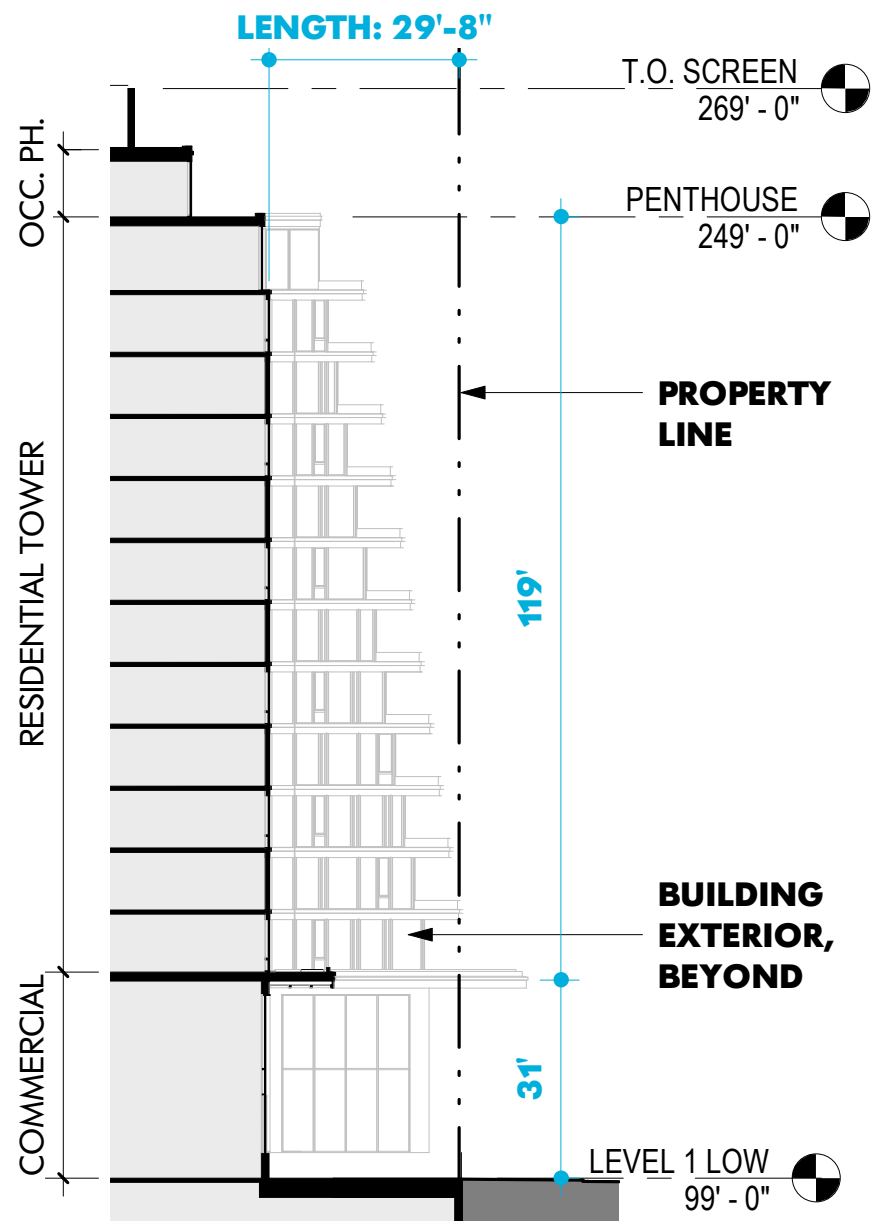 LENGTH: 29'-8"
T.O. SCREEN
269' - 0"
OCC. PH.
PENTHOUSE
249' - 0"
PROPERTY
LINE
RESIDENTIAL TOWER
119'
BUILDING
EXTERIOR,
BEYOND
COMMERCIAL
31'
LEVEL 1 LOW
99' - 0"